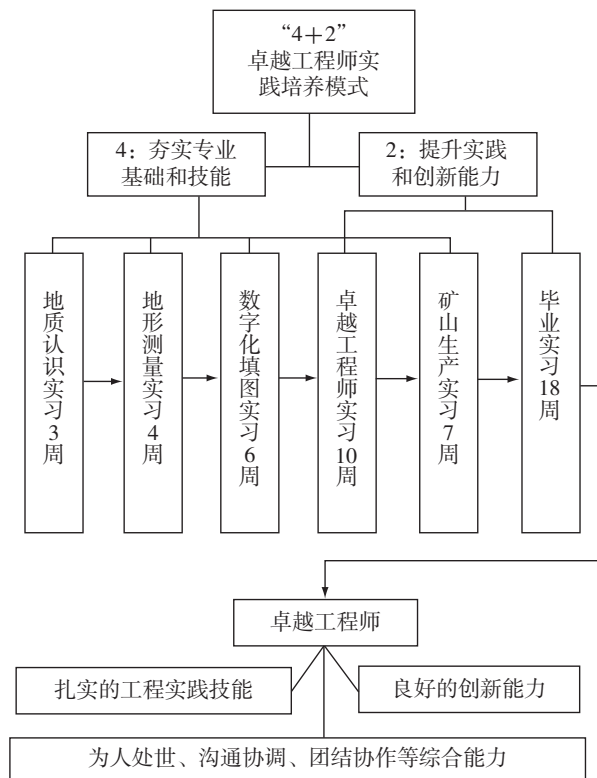 “4+2”
卓越工程师实
践培养模式
4：夯实专业
基础和技能
2：提升实践
和创新能力
地质认识实习3周
地形测量实习4周
数字化填图实习6周
卓越工程师实习10周
矿山生产实习7周
毕业实习18周
卓越工程师
扎实的工程实践技能
良好的创新能力
为人处世、沟通协调、团结协作等综合能力